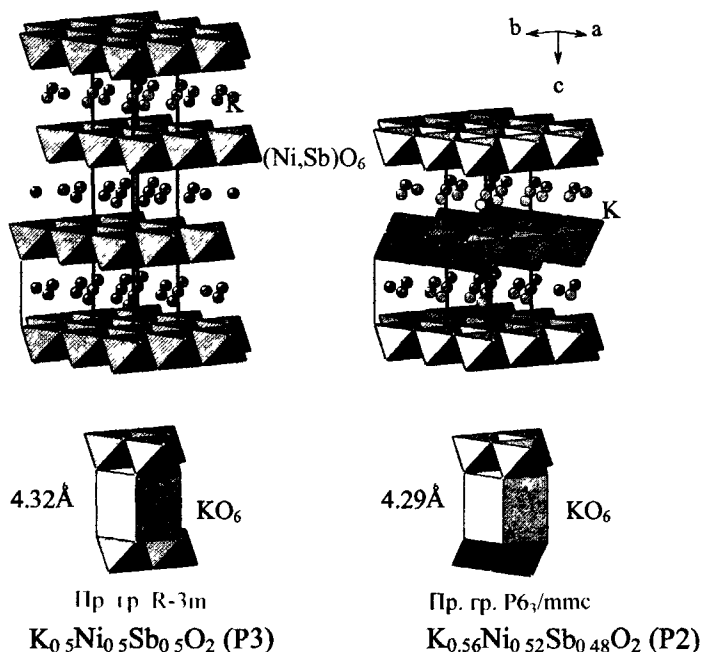 b a
c
K
(Ni,Sb)O₆
K
4.32Å KO₆
4.29Å KO₆
Пр. гр. R-3m
Пр. гр. P6₃/mmc
K₀.₅Ni₀.₅Sb₀.₅O₂ (P3)
K₀.₅₆Ni₀.₅₂Sb₀.₄₈O₂ (P2)